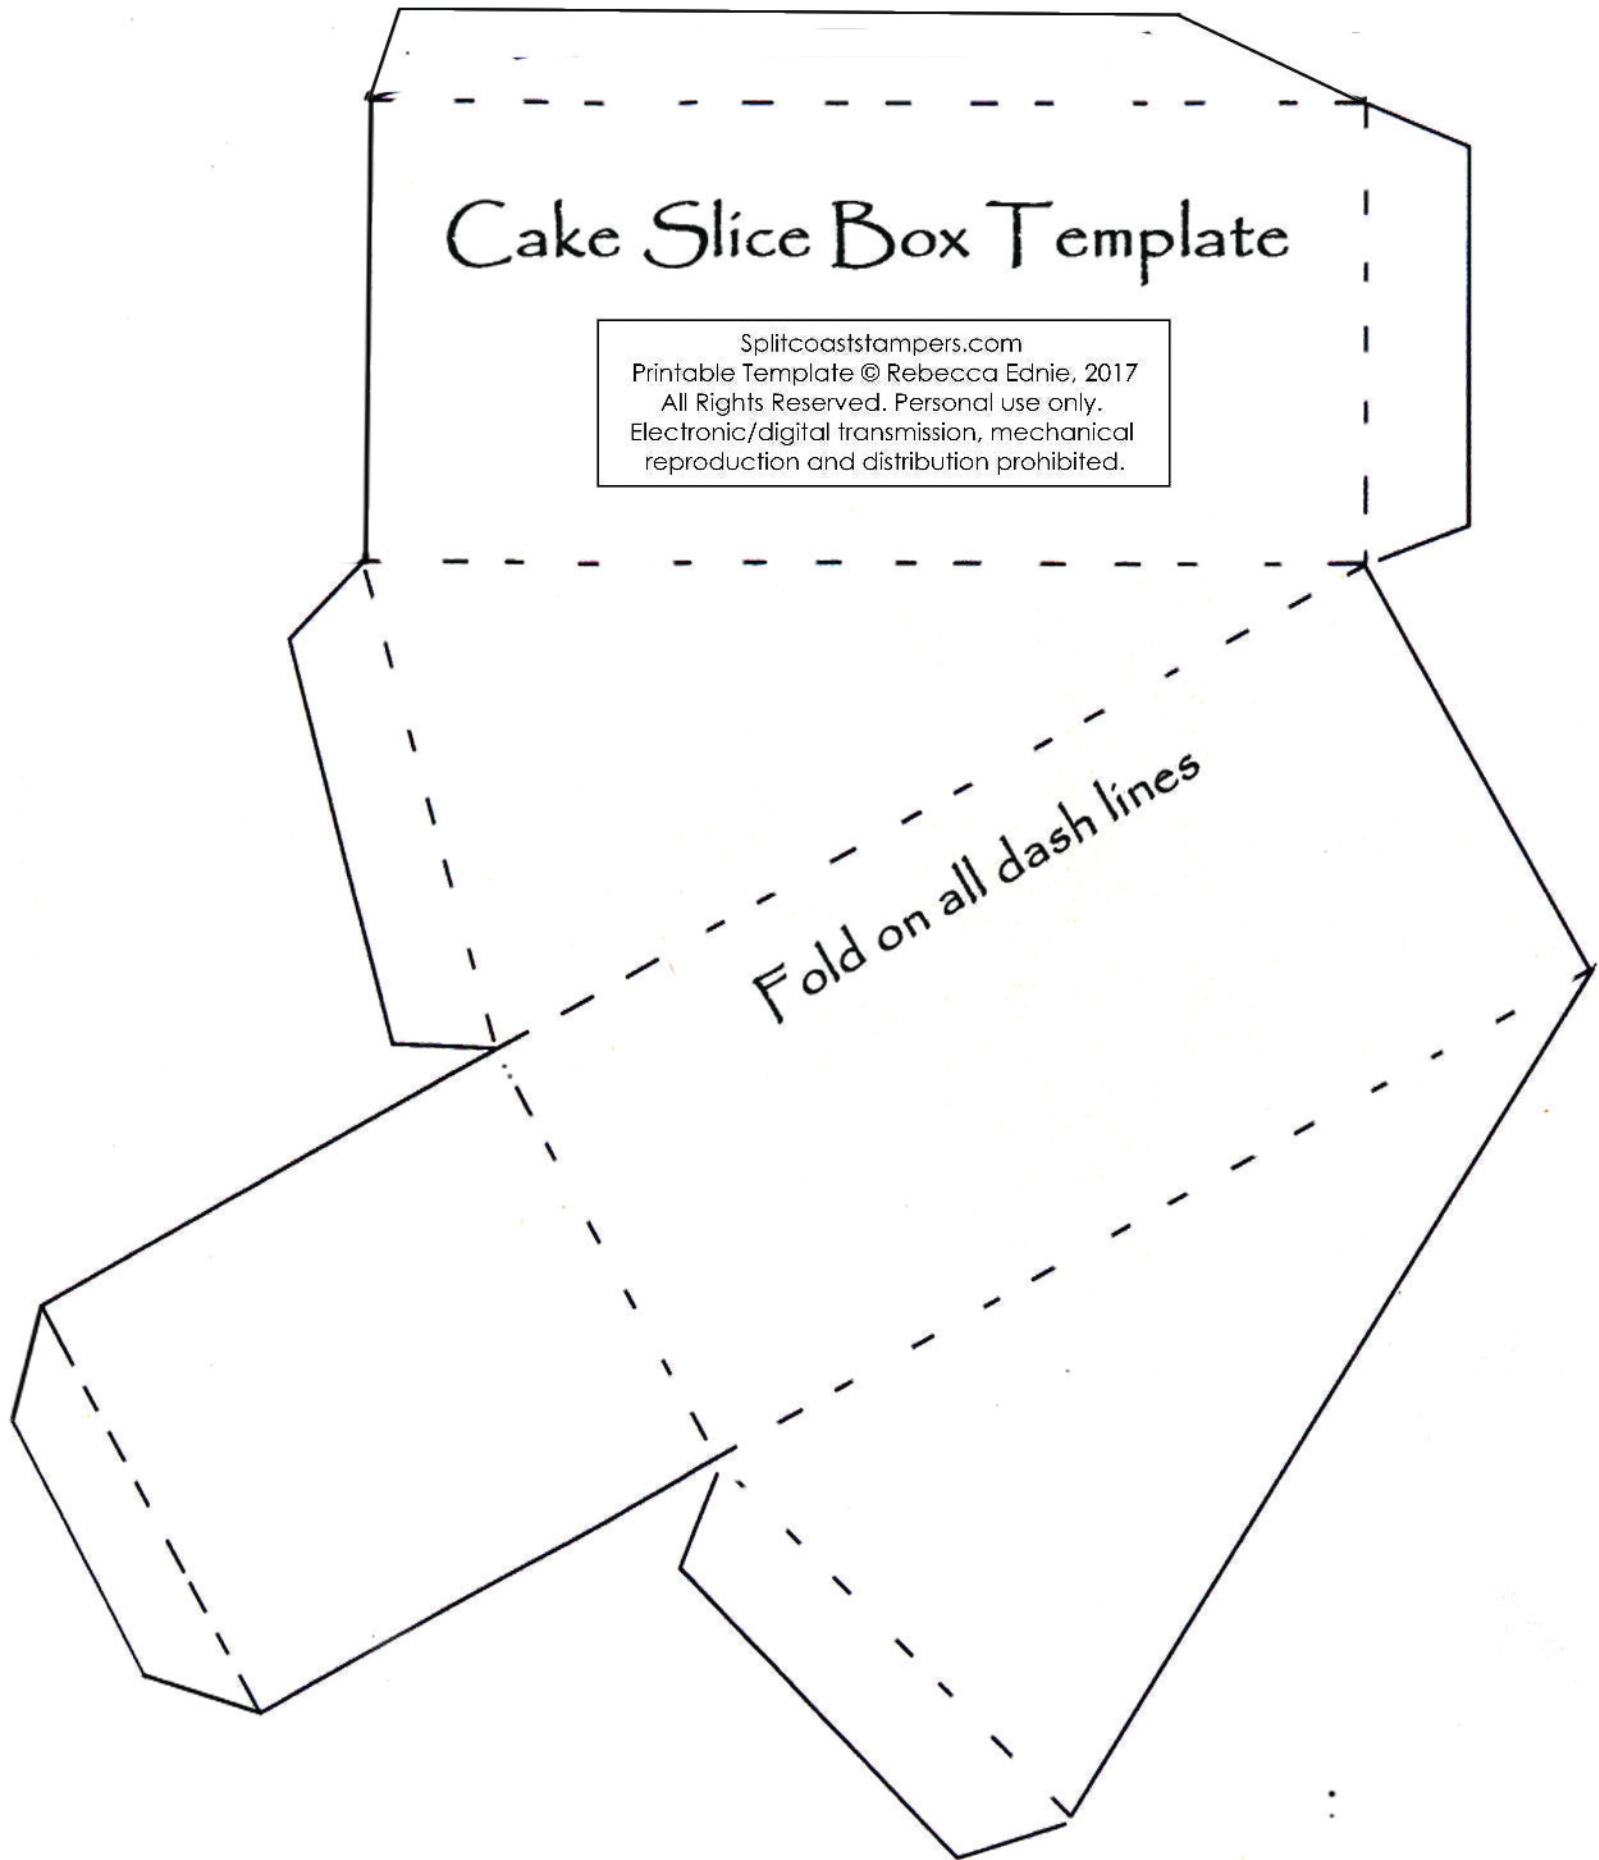 Cake Slice Box Template
Splitcoaststampers.com
Printable Template © Rebecca Ednie, 2017
All Rights Reserved. Personal use only.
Electronic/digital transmission, mechanical
reproduction and distribution prohibited.
Fold on all dash lines